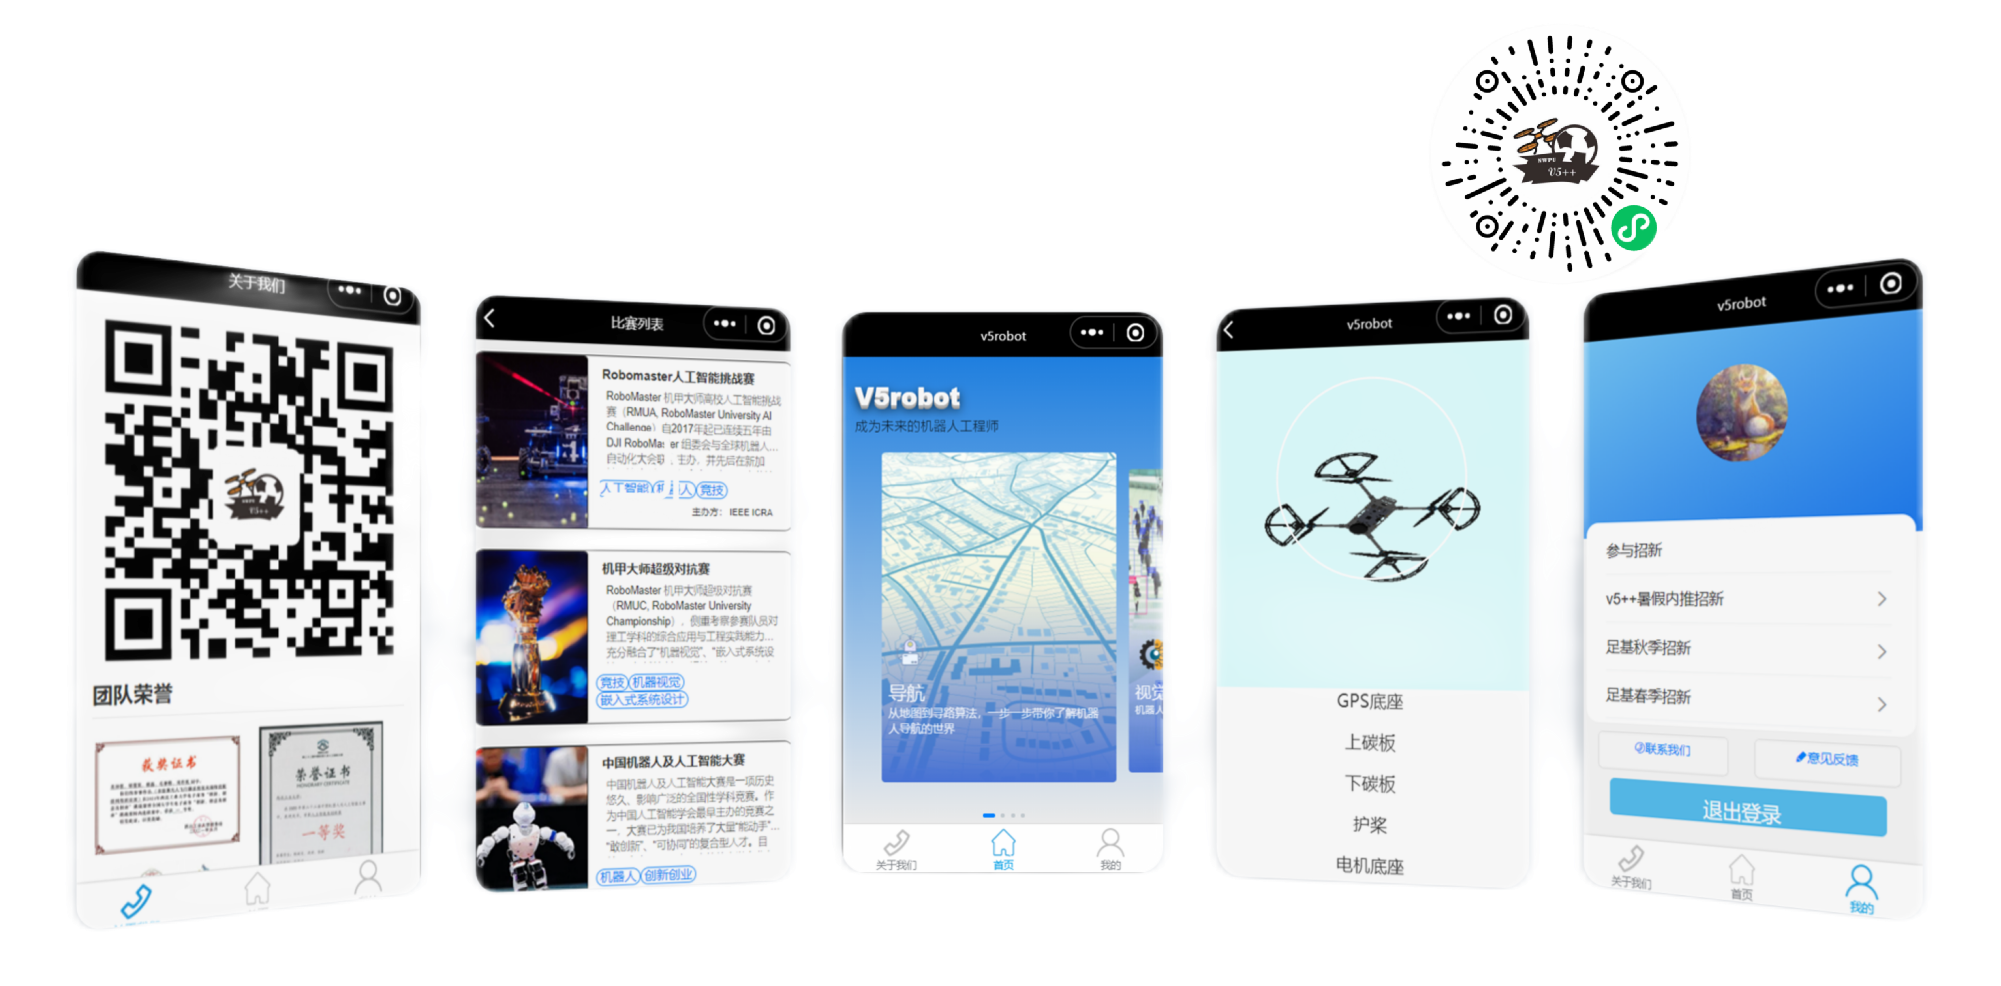 SWPU
V5++
关于我们
SWPU
V5++
团队荣誉
获奖证书
荣誉证书
一等奖
比赛列表
Robomaster人工智能挑战赛
RoboMaster 机甲大师高校人工智能挑战
赛（RMUA, RoboMaster University AI
Challenge）自2017年起已连续五年由
DJI RoboMaster 组委会与全球机器人...
自动化大会联 、主办、并先后在新加
人工智能 人 竞技
主办方： IEEE ICRA
机甲大师超级对抗赛
RoboMaster 机甲大师超级对抗赛
（RMUC, RoboMaster University
Championship），侧重考察参赛队员对
理工学科的综合应用与工程实践能力...
充分融合了“机器视觉”、“嵌入式系统设
竞技 机器视觉
嵌入式系统设计
中国机器人及人工智能大赛
中国机器人及人工智能大赛是一项历史
悠久、影响广泛的全国性学科竞赛。作
为中国人工智能学会最早主办的竞赛之
一，大赛已为我国培养了大量“能动手”...
“敢创新”、“可协同”的复合型人才。目
机器人 创新创业
v5robot
V5robot
成为未来的机器人工程师
导航
从地图到寻路算法，一步一步带你了解机器
人导航的世界
视觉
机器人
关于我们
首页
我的
v5robot
GPS底座
上碳板
下碳板
护桨
电机底座
v5robot
参与招新
v5++暑假内推招新
足基秋季招新
足基春季招新
联系我们
意见反馈
退出登录
关于我们
首页
我的